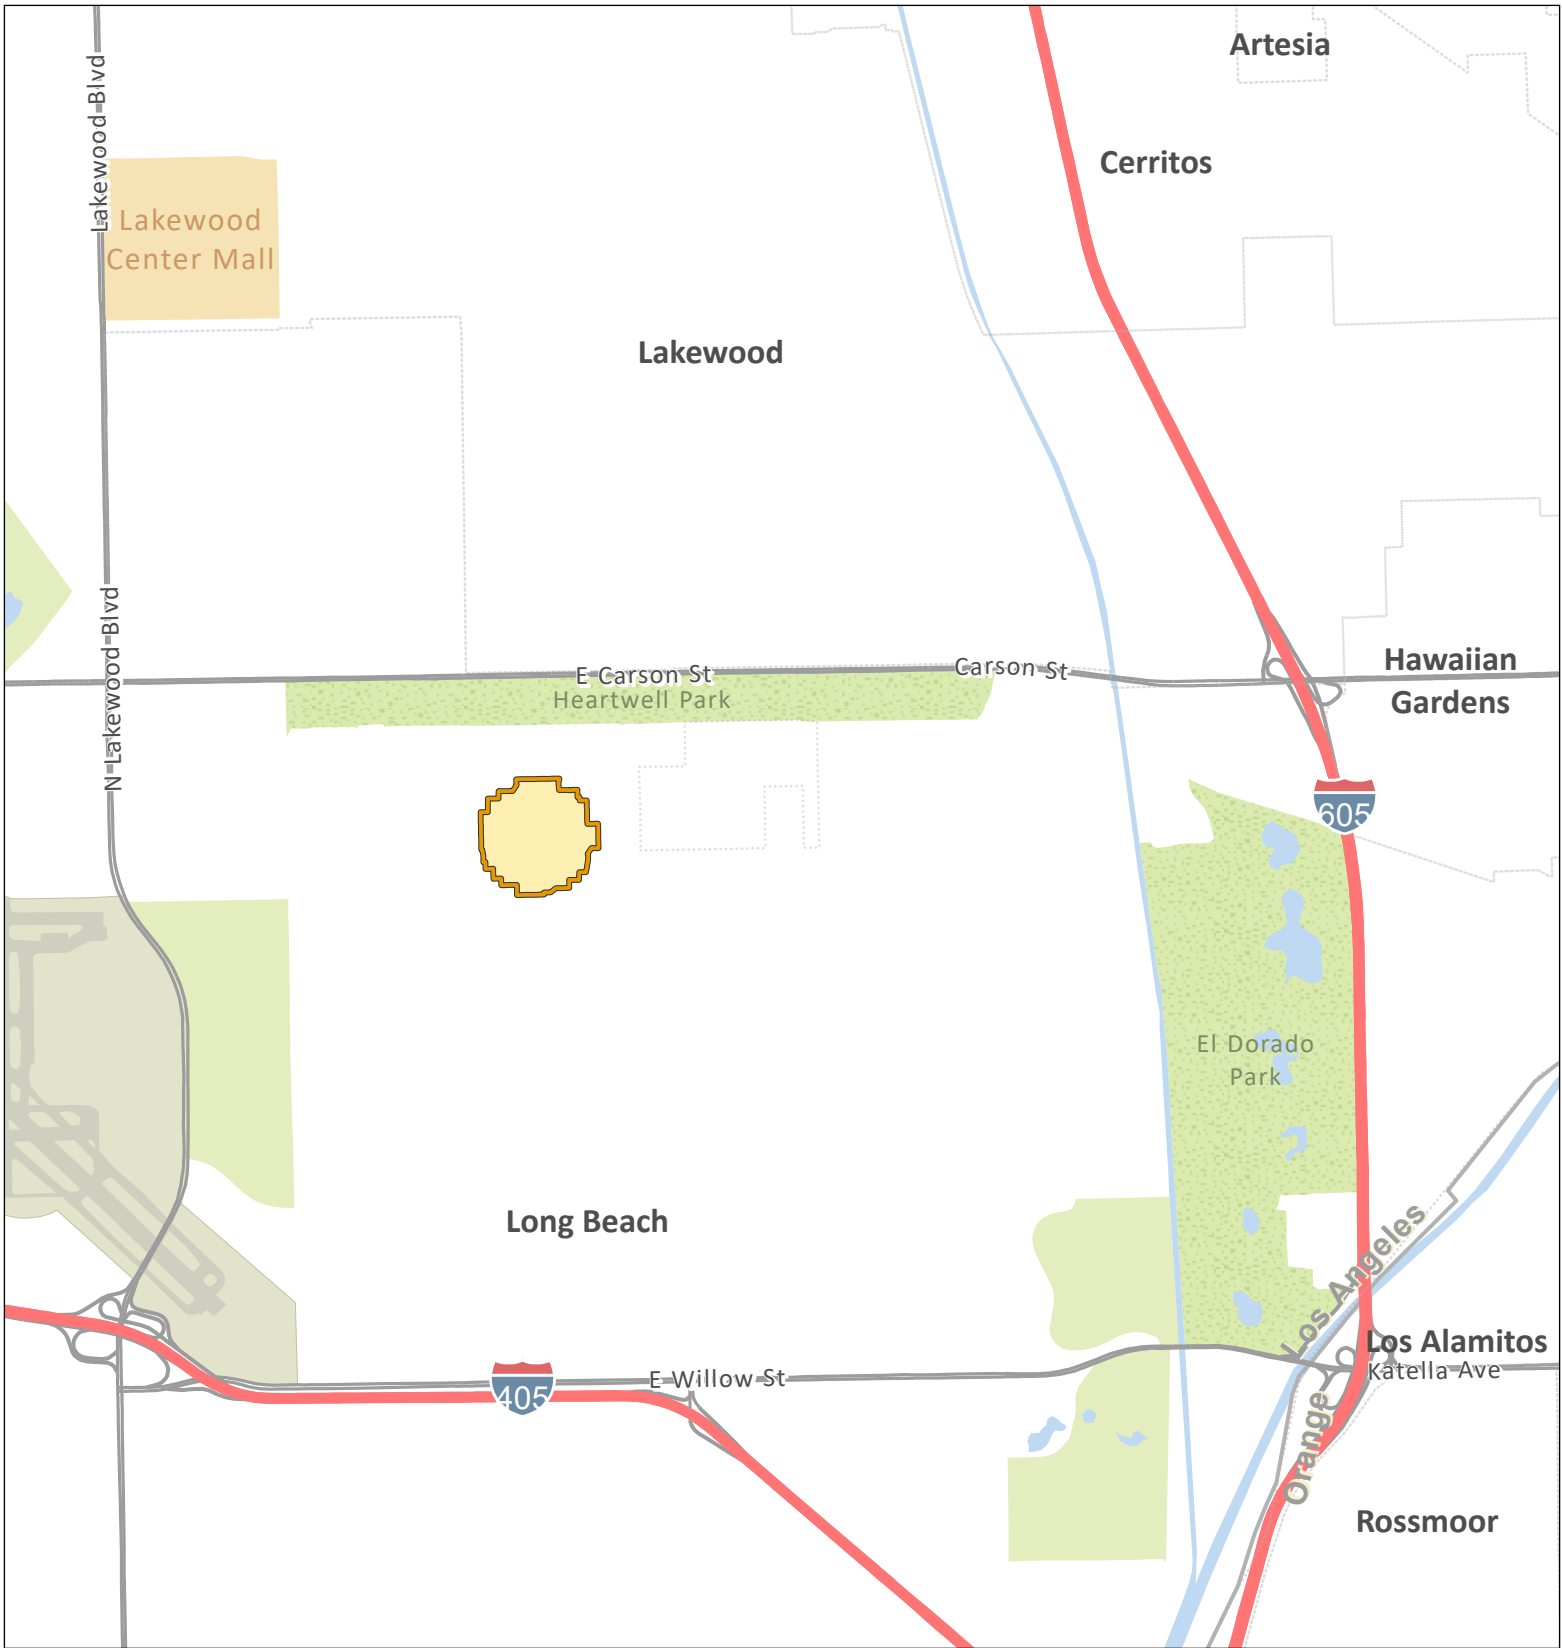 Artesia
Lakewood Blvd
Cerritos
Lakewood
Center Mall
Lakewood
N Lakewood Blvd
E Carson St
Carson St
Heartwell Park
Hawaiian
Gardens
605
El Dorado
Park
Long Beach
Los Angeles
Los Alamitos
Katella Ave
E Willow St
405
Orange
Rossmoor